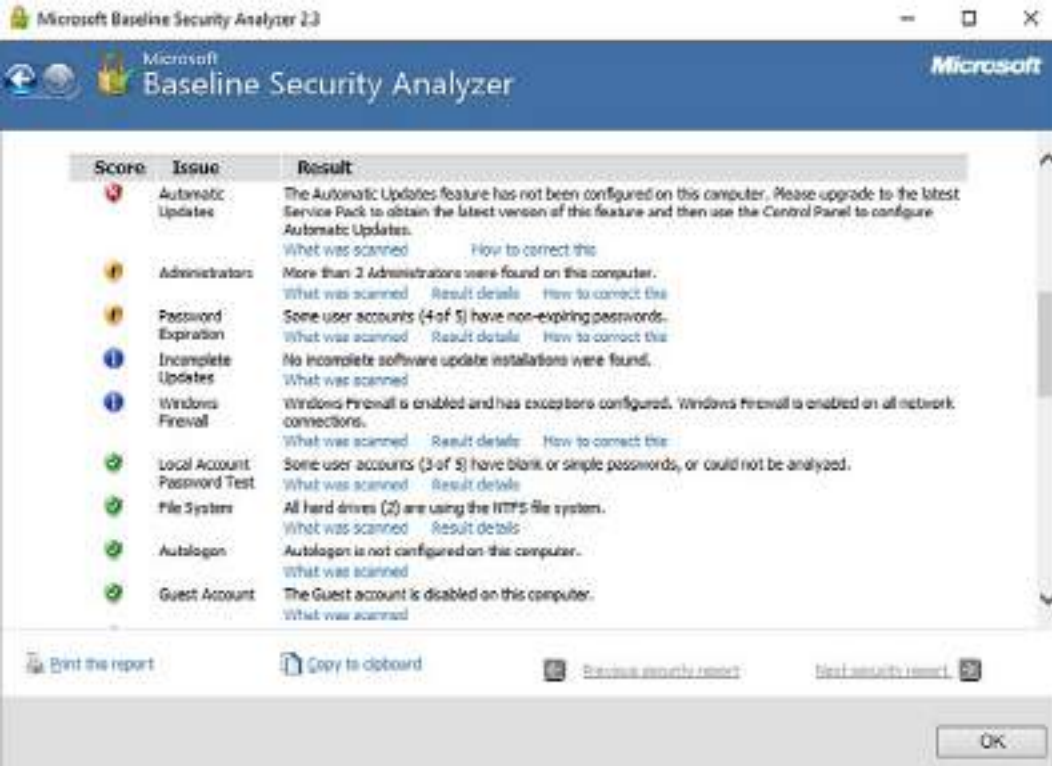 Microsoft Baseline Security Analyzer 2.3
Microsoft
Baseline Security Analyzer
Microsoft
Score Issue Result
Automatic Updates
The Automatic Updates feature has not been configured on this computer. Please upgrade to the latest
Service Pack to obtain the latest version of this feature and then use the Control Panel to configure
Automatic Updates.
What was scanned How to correct this
Administrators
More than 2 Administrators were found on this computer.
What was scanned Result details How to correct this
Password Expiration
Some user accounts (4 of 5) have non-expiring passwords.
What was scanned Result details How to correct this
Incomplete Updates
No incomplete software update installations were found.
What was scanned
Windows Firewall
Windows Firewall is enabled and has exceptions configured. Windows Firewall is enabled on all network
connections.
What was scanned Result details How to correct this
Local Account Password Test
Some user accounts (3 of 5) have blank or simple passwords, or could not be analyzed.
What was scanned Result details
File System
All hard drives (2) are using the NTFS file system.
What was scanned Result details
Autologon
Autologon is not configured on this computer.
What was scanned
Guest Account
The Guest account is disabled on this computer.
What was scanned
Print this report
Copy to clipboard
Previous security report
Next security report
OK